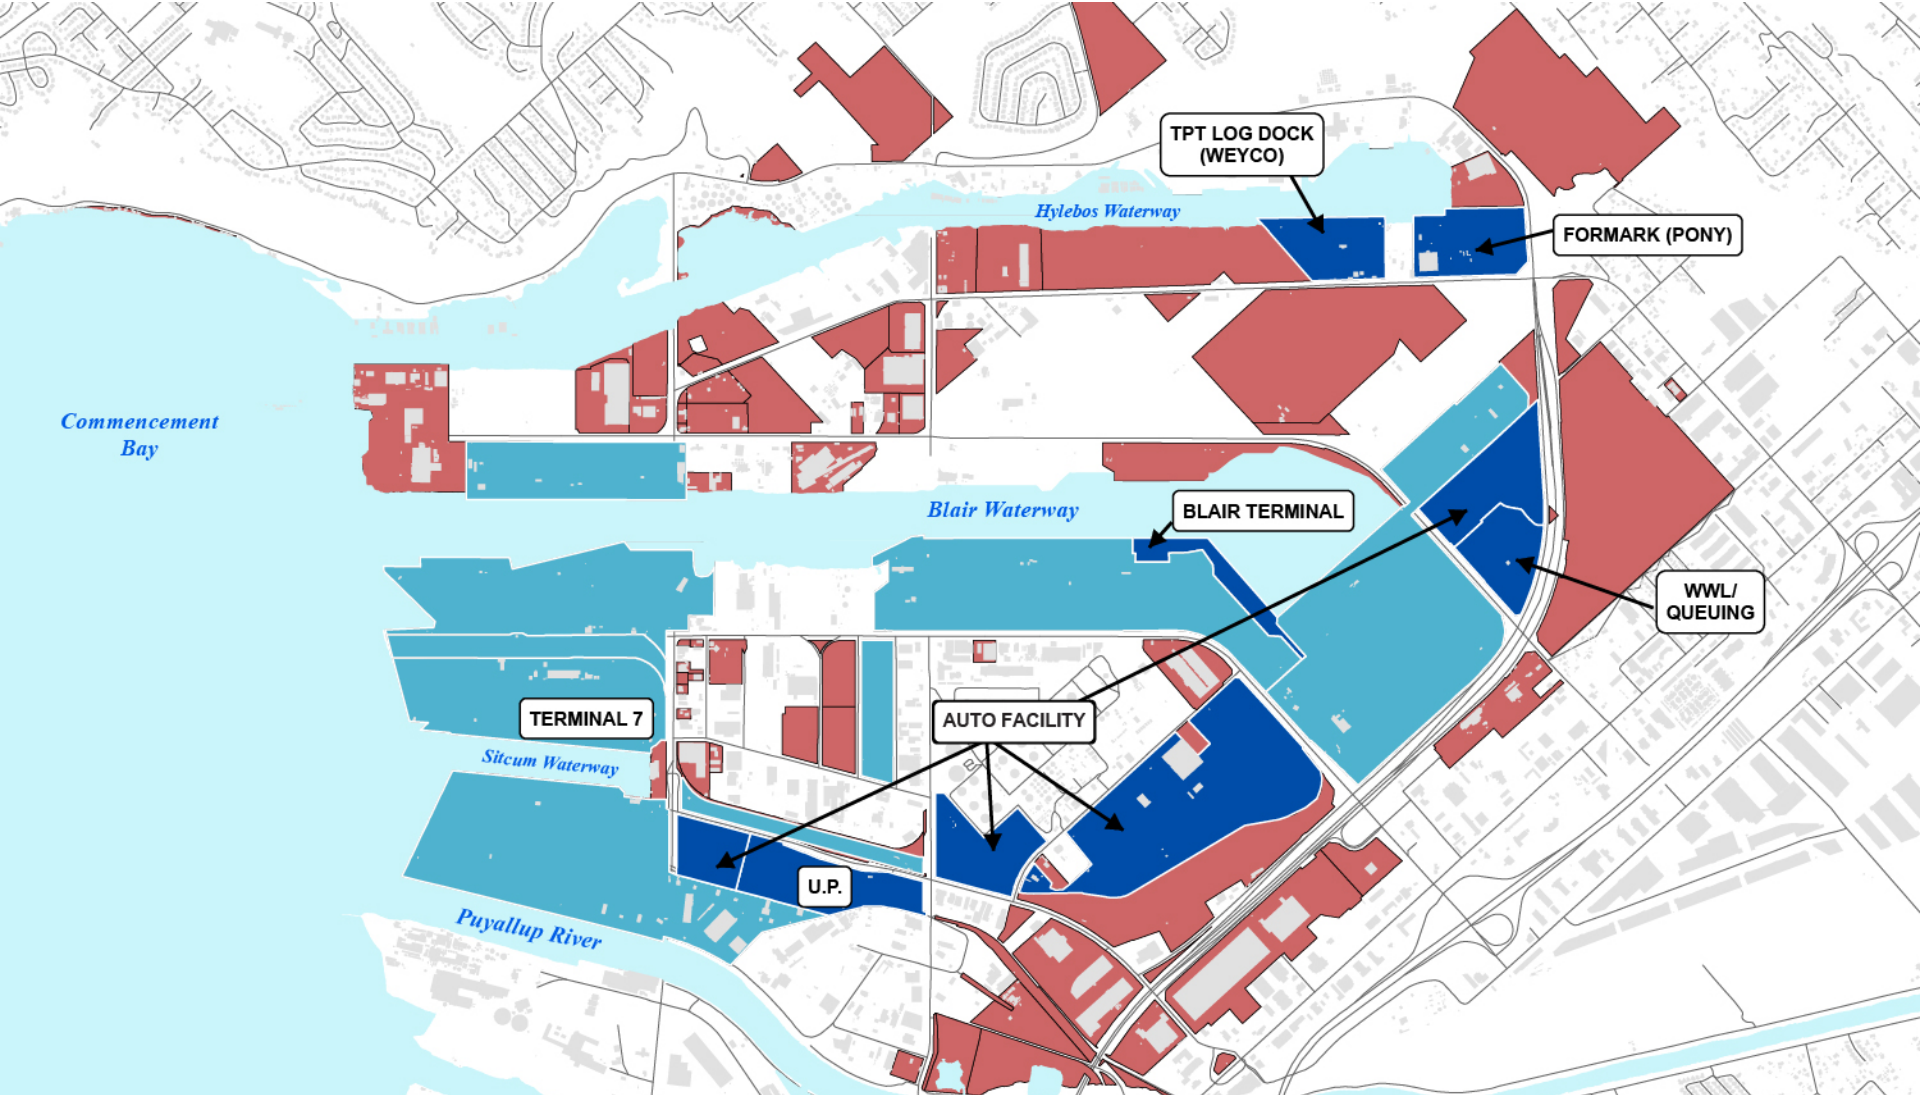 TPT LOG DOCK
(WEYCO)
Hylebos Waterway
FORMARK (PONY)
Commencement
Bay
Blair Waterway
BLAIR TERMINAL
WWL/
QUEUING
TERMINAL 7
AUTO FACILITY
Sitcum Waterway
U.P.
Puyallup River